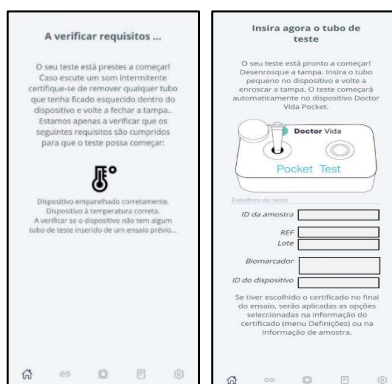 A verificar requisitos ...
O seu teste está prestes a começar!
Caso escute um som intermitente
certifique-se de remover qualquer tubo
que tenha ficado esquecido dentro do
dispositivo e volte a fechar a tampa..
Estamos apenas a verificar que os
seguintes requisitos são cumpridos
para que o teste possa começar:
Dispositivo emparelhado corretamente.
Dispositivo à temperatura correta.
A verificar se o dispositivo não tem algum
tubo de teste inserido de um ensaio prévio...
Insira agora o tubo de
teste
O seu teste está pronto a começar!
Desenrosque a tampa. Insira o tubo
pequeno no dispositivo e volte a
enroscar a tampa. O teste começará
automaticamente no dispositivo Doctor
Vida Pocket.
Doctor Vida
Pocket Test
Detalhes do teste
ID da amostra
REF
Lote
Biomarcador
ID do dispositivo
Se tiver escolhido o certificado no final
do ensaio, serão aplicadas as opções
seleccionadas na informação do
certificado (menu Definições) ou na
informação de amostra.